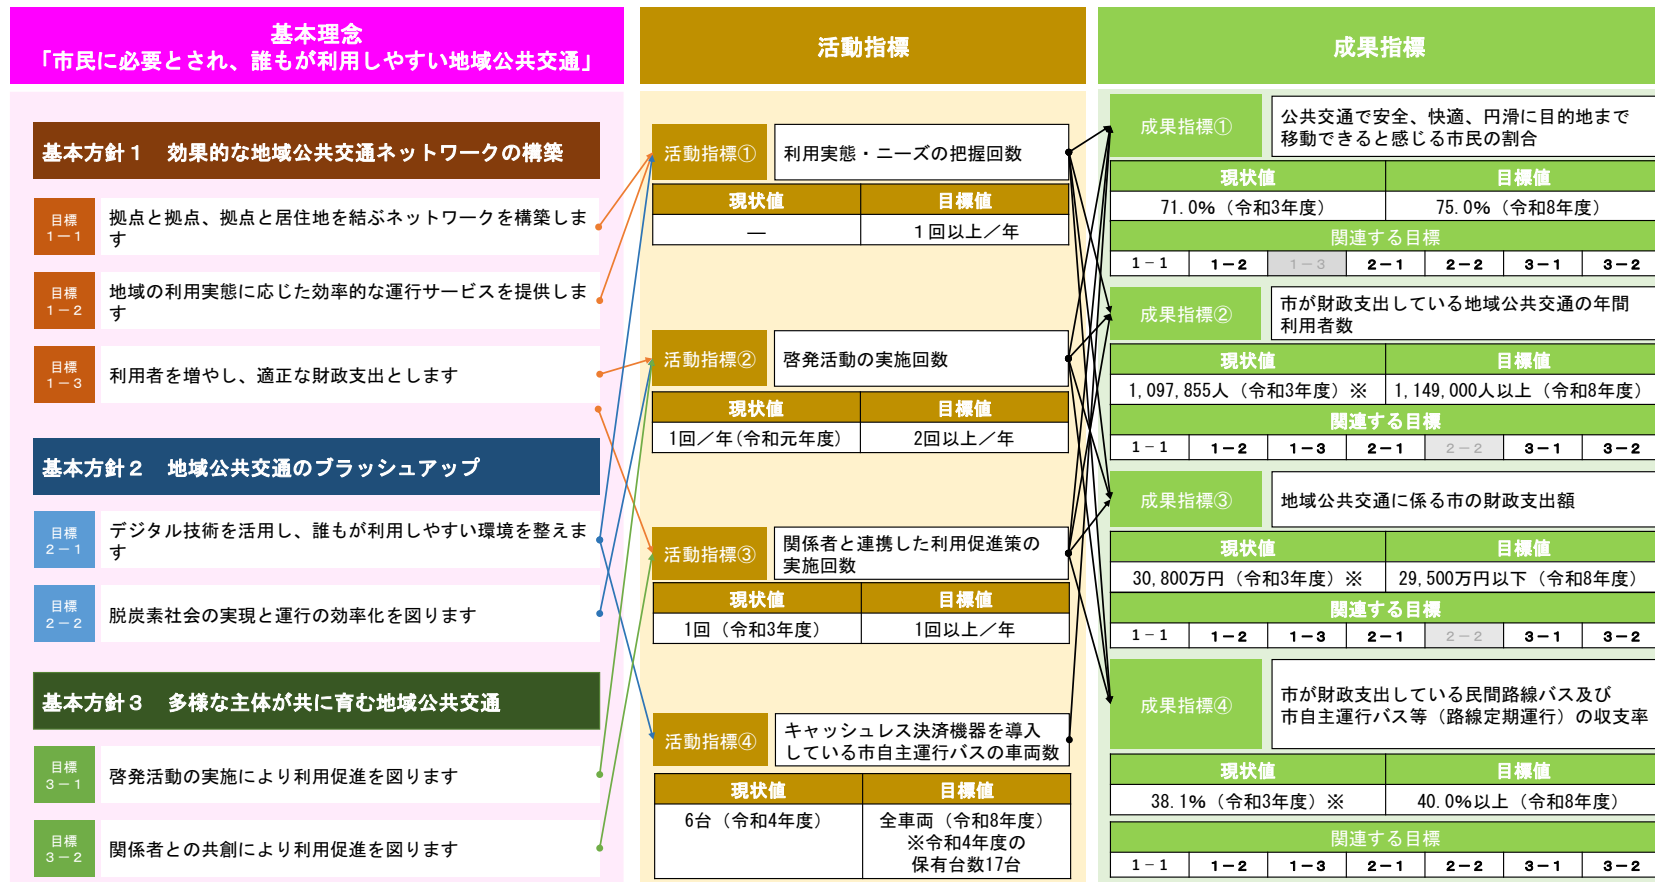 基本理念
「市民に必要とされ、誰もが利用しやすい地域公共交通」
基本方針１　効果的な地域公共交通ネットワークの構築
目標
１－１
拠点と拠点、拠点と居住地を結ぶネットワークを構築しま
す
目標
１－２
地域の利用実態に応じた効率的な運行サービスを提供しま
す
目標
１－３
利用者を増やし、適正な財政支出とします
基本方針２　地域公共交通のブラッシュアップ
目標
２－１
デジタル技術を活用し、誰もが利用しやすい環境を整えま
す
目標
２－２
脱炭素社会の実現と運行の効率化を図ります
基本方針３　多様な主体が共に育む地域公共交通
目標
３－１
啓発活動の実施により利用促進を図ります
目標
３－２
関係者との共創により利用促進を図ります
活動指標
活動指標①
利用実態・ニーズの把握回数
現状値　目標値
―　１回以上／年
活動指標②
啓発活動の実施回数
現状値　目標値
1回／年(令和元年度)　2回以上／年
活動指標③
関係者と連携した利用促進策の
実施回数
現状値　目標値
1回（令和3年度）　1回以上／年
活動指標④
キャッシュレス決済機器を導入
している市自主運行バスの車両数
現状値　目標値
6台（令和4年度）　全車両（令和8年度）
※令和4年度の
保有台数17台
成果指標
成果指標①
公共交通で安全、快適、円滑に目的地まで
移動できると感じる市民の割合
現状値　目標値
71.0%（令和3年度）　75.0%（令和8年度）
関連する目標
１－１　１－２　１－３　２－１　２－２　３－１　３－２
成果指標②
市が財政支出している地域公共交通の年間
利用者数
現状値　目標値
1,097,855人（令和3年度）※　1,149,000人以上（令和8年度）
関連する目標
１－１　１－２　１－３　２－１　２－２　３－１　３－２
成果指標③
地域公共交通に係る市の財政支出額
現状値　目標値
30,800万円（令和3年度）※　29,500万円以下（令和8年度）
関連する目標
１－１　１－２　１－３　２－１　２－２　３－１　３－２
成果指標④
市が財政支出している民間路線バス及び
市自主運行バス等（路線定期運行）の収支率
現状値　目標値
38.1%（令和3年度）※　40.0%以上（令和8年度）
関連する目標
１－１　１－２　１－３　２－１　２－２　３－１　３－２